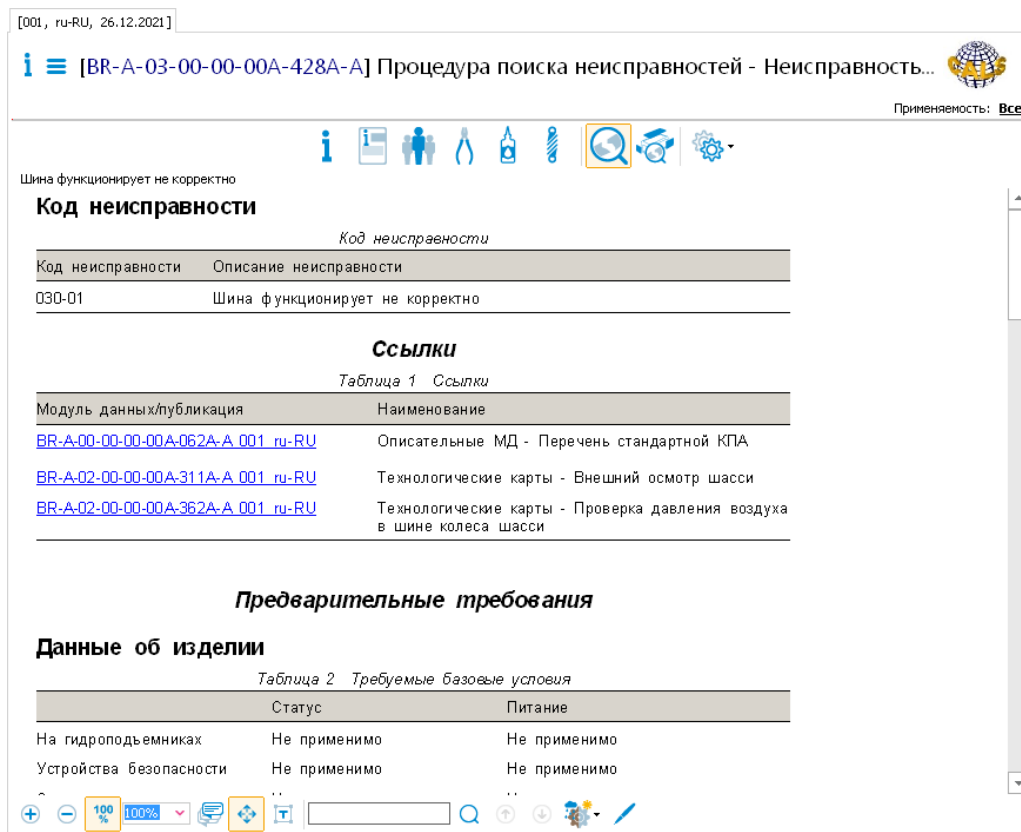 [001, ru-RU, 26.12.2021]
[BR-A-03-00-00-00A-428A-A] Процедура поиска неисправностей - Неисправность...
CALS
Применяемость: Все
Шина функционирует не корректно
Код неисправности
Код неисправности
Код неисправности Описание неисправности
030-01 Шина функционирует не корректно
Ссылки
Таблица 1 Ссылки
Модуль данных/публикация Наименование
BR-A-00-00-00-00A-062A-A 001 ru-RU Описательные МД - Перечень стандартной КПА
BR-A-02-00-00-00A-311A-A 001 ru-RU Технологические карты - Внешний осмотр шасси
BR-A-02-00-00-00A-362A-A 001 ru-RU Технологические карты - Проверка давления воздуха
в шине колеса шасси
Предварительные требования
Данные об изделии
Таблица 2 Требуемые базовые условия
Статус Питание
На гидроподъемниках Не применимо Не применимо
Устройства безопасности Не применимо Не применимо
100 % 100%